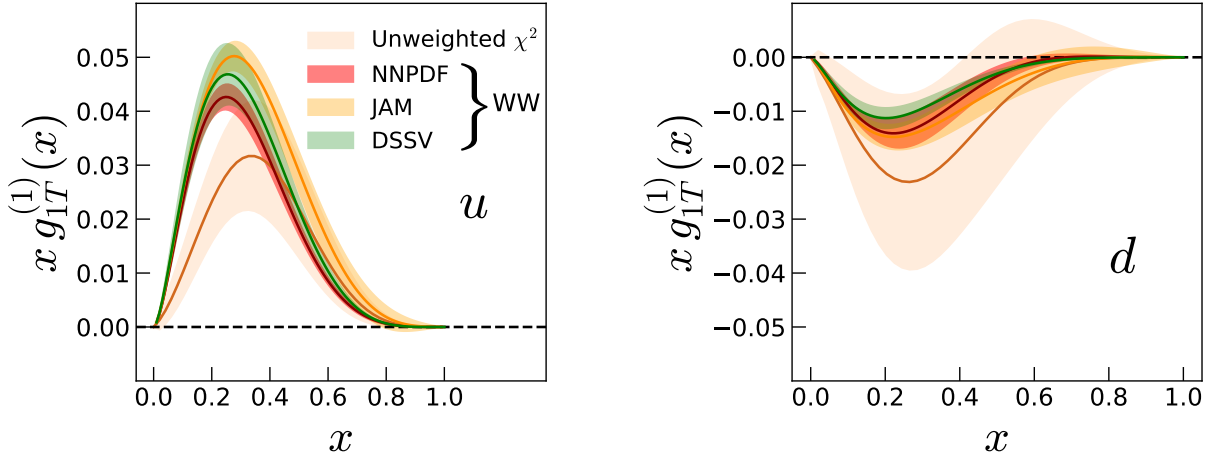 x g_{1T}^{(1)}(x)
0.05
0.04
0.03
0.02
0.01
0.00
Unweighted χ²
NNPDF
JAM
DSSV
} WW
u
0.0 0.2 0.4 0.6 0.8 1.0
x
x g_{1T}^{(1)}(x)
0.00
−0.01
−0.02
−0.03
−0.04
−0.05
d
0.0 0.2 0.4 0.6 0.8 1.0
x